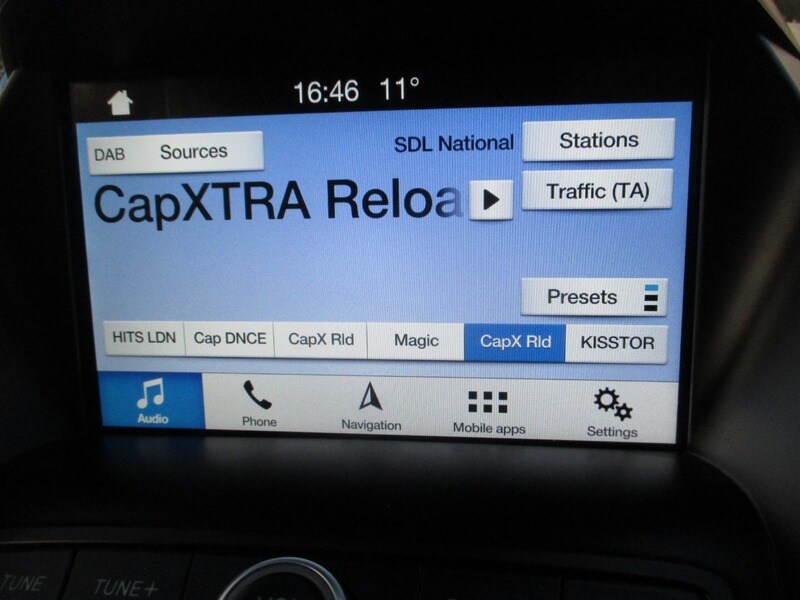 16:46 11°
DAB Sources SDL National Stations
CapXTRA Reloa
Traffic (TA)
Presets
HITS LDN Cap DNCE CapX Rld Magic CapX Rld KISSTOR
Audio Phone Navigation Mobile apps Settings
TUNE TUNE+